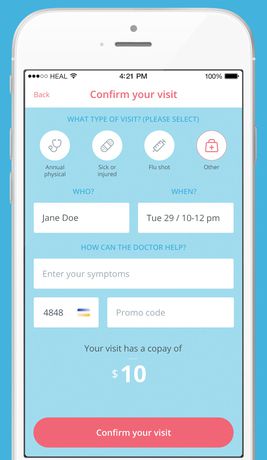 HEAL 4:21 PM 100%
Back Confirm your visit
WHAT TYPE OF VISIT? (PLEASE SELECT)
Annual physical
Sick or injured
Flu shot
Other
WHO? WHEN?
Jane Doe Tue 29 / 10-12 pm
HOW CAN THE DOCTOR HELP?
Enter your symptoms
4848 Promo code
Your visit has a copay of
$10
Confirm your visit